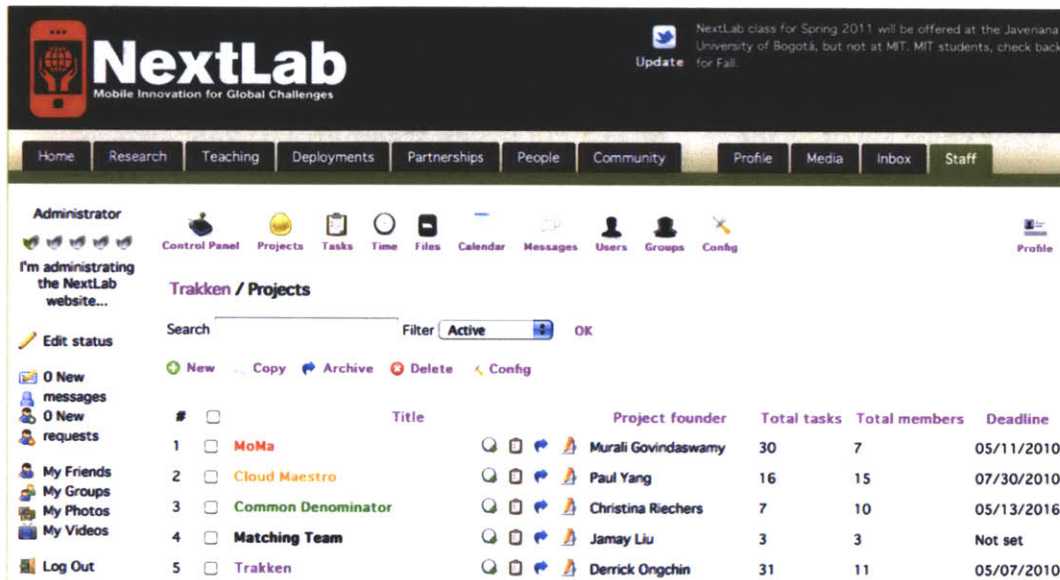 NextLab
Mobile Innovation for Global Challenges
Update
NextLab class for Spring 2011 will be offered at the Javeriana
University of Bogotá, but not at MIT. MIT students, check back
for Fall.
Home Research Teaching Deployments Partnerships People Community Profile Media Inbox Staff
Administrator
I'm administrating
the NextLab
website...
Edit status
0 New
messages
0 New
requests
My Friends
My Groups
My Photos
My Videos
Log Out
Control Panel Projects Tasks Time Files Calendar Messages Users Groups Config Profile
Trakken / Projects
Search Filter Active OK
New Copy Archive Delete Config
# Title Project founder Total tasks Total members Deadline
1 MoMa Murali Govindaswamy 30 7 05/11/2010
2 Cloud Maestro Paul Yang 16 15 07/30/2010
3 Common Denominator Christina Riechers 7 10 05/13/2016
4 Matching Team Jamay Liu 3 3 Not set
5 Trakken Derrick Ongchin 31 11 05/07/2010